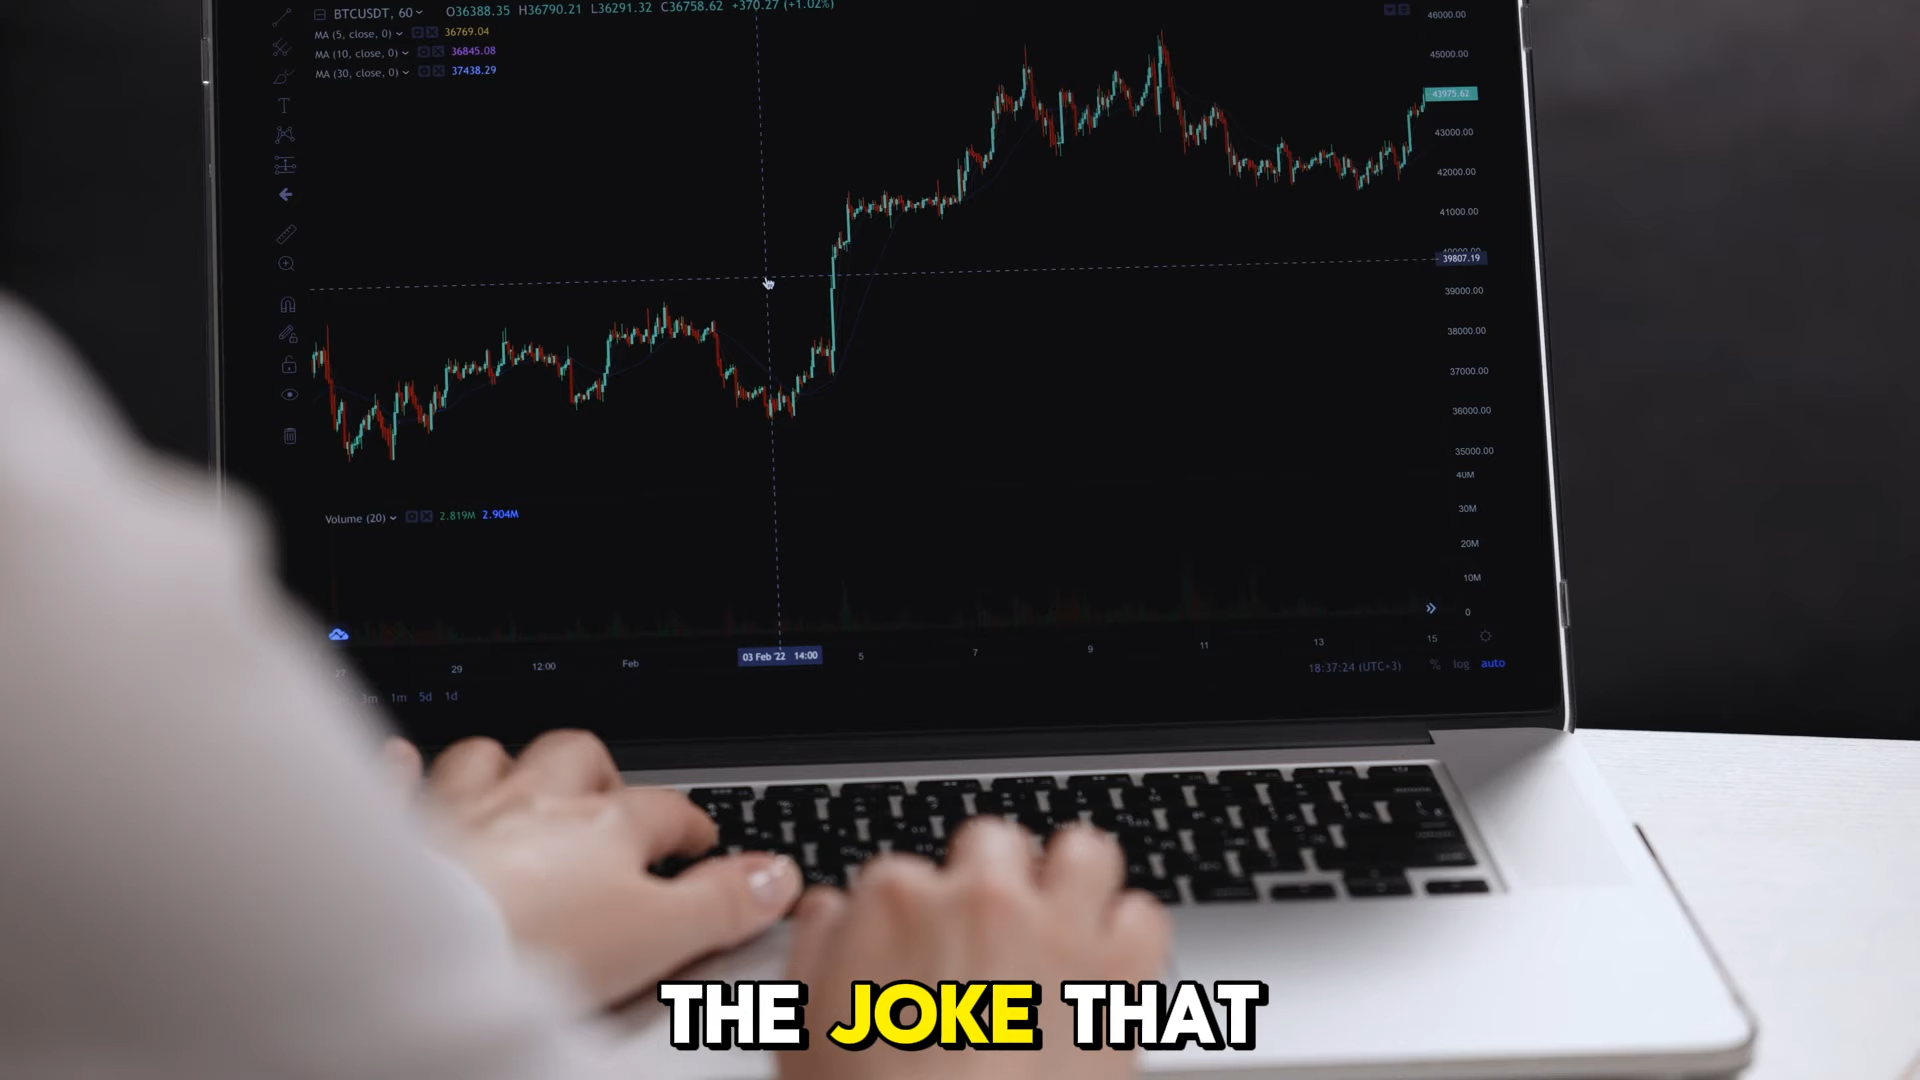 BTCUSDT, 60 O36388.35 H36790.21 L36291.32 C36758.62 +370.27 (+1.02%)
MA (5, close, 0) 36769.04
MA (10, close, 0) 36845.08
MA (30, close, 0) 37438.29
46000.00
45000.00
43975.62
43000.00
42000.00
41000.00
40000.00
39807.19
39000.00
38000.00
37000.00
36000.00
35000.00
40M
Volume (20) 2.819M 2.904M
30M
20M
10M
0
27 29 12:00 Feb 03 Feb '22 14:00 5 7 9 11 13 15
18:37:24 (UTC+3) % log auto
3m 1m 5d 1d
THE JOKE THAT